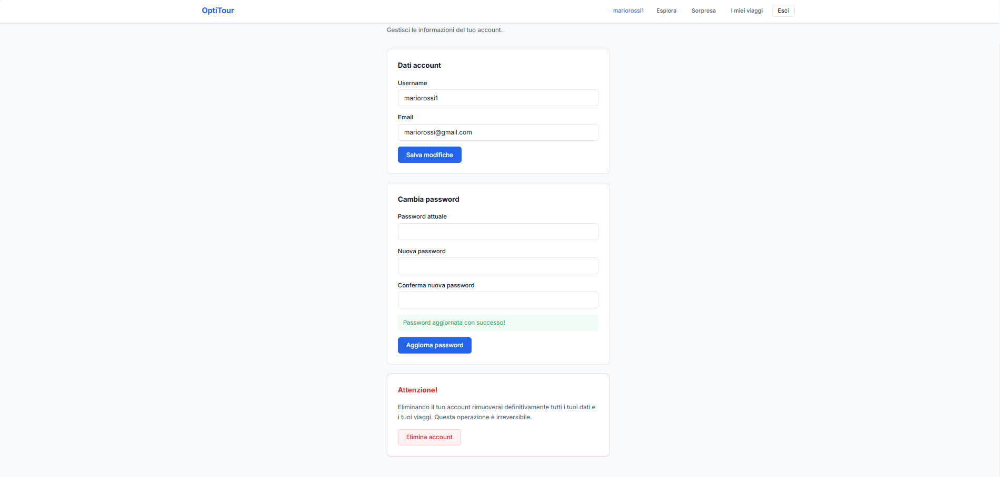 OptiTour
mariorossi1
Esplora
Sorpresa
I miei viaggi
Esci
Gestisci le informazioni del tuo account.
Dati account
Username
mariorossi1
Email
mariorossi@gmail.com
Salva modifiche
Cambia password
Password attuale
Nuova password
Conferma nuova password
Password aggiornata con successo!
Aggiorna password
Attenzione!
Eliminando il tuo account rimuoverai definitivamente tutti i tuoi dati e
i tuoi viaggi. Questa operazione è irreversibile.
Elimina account